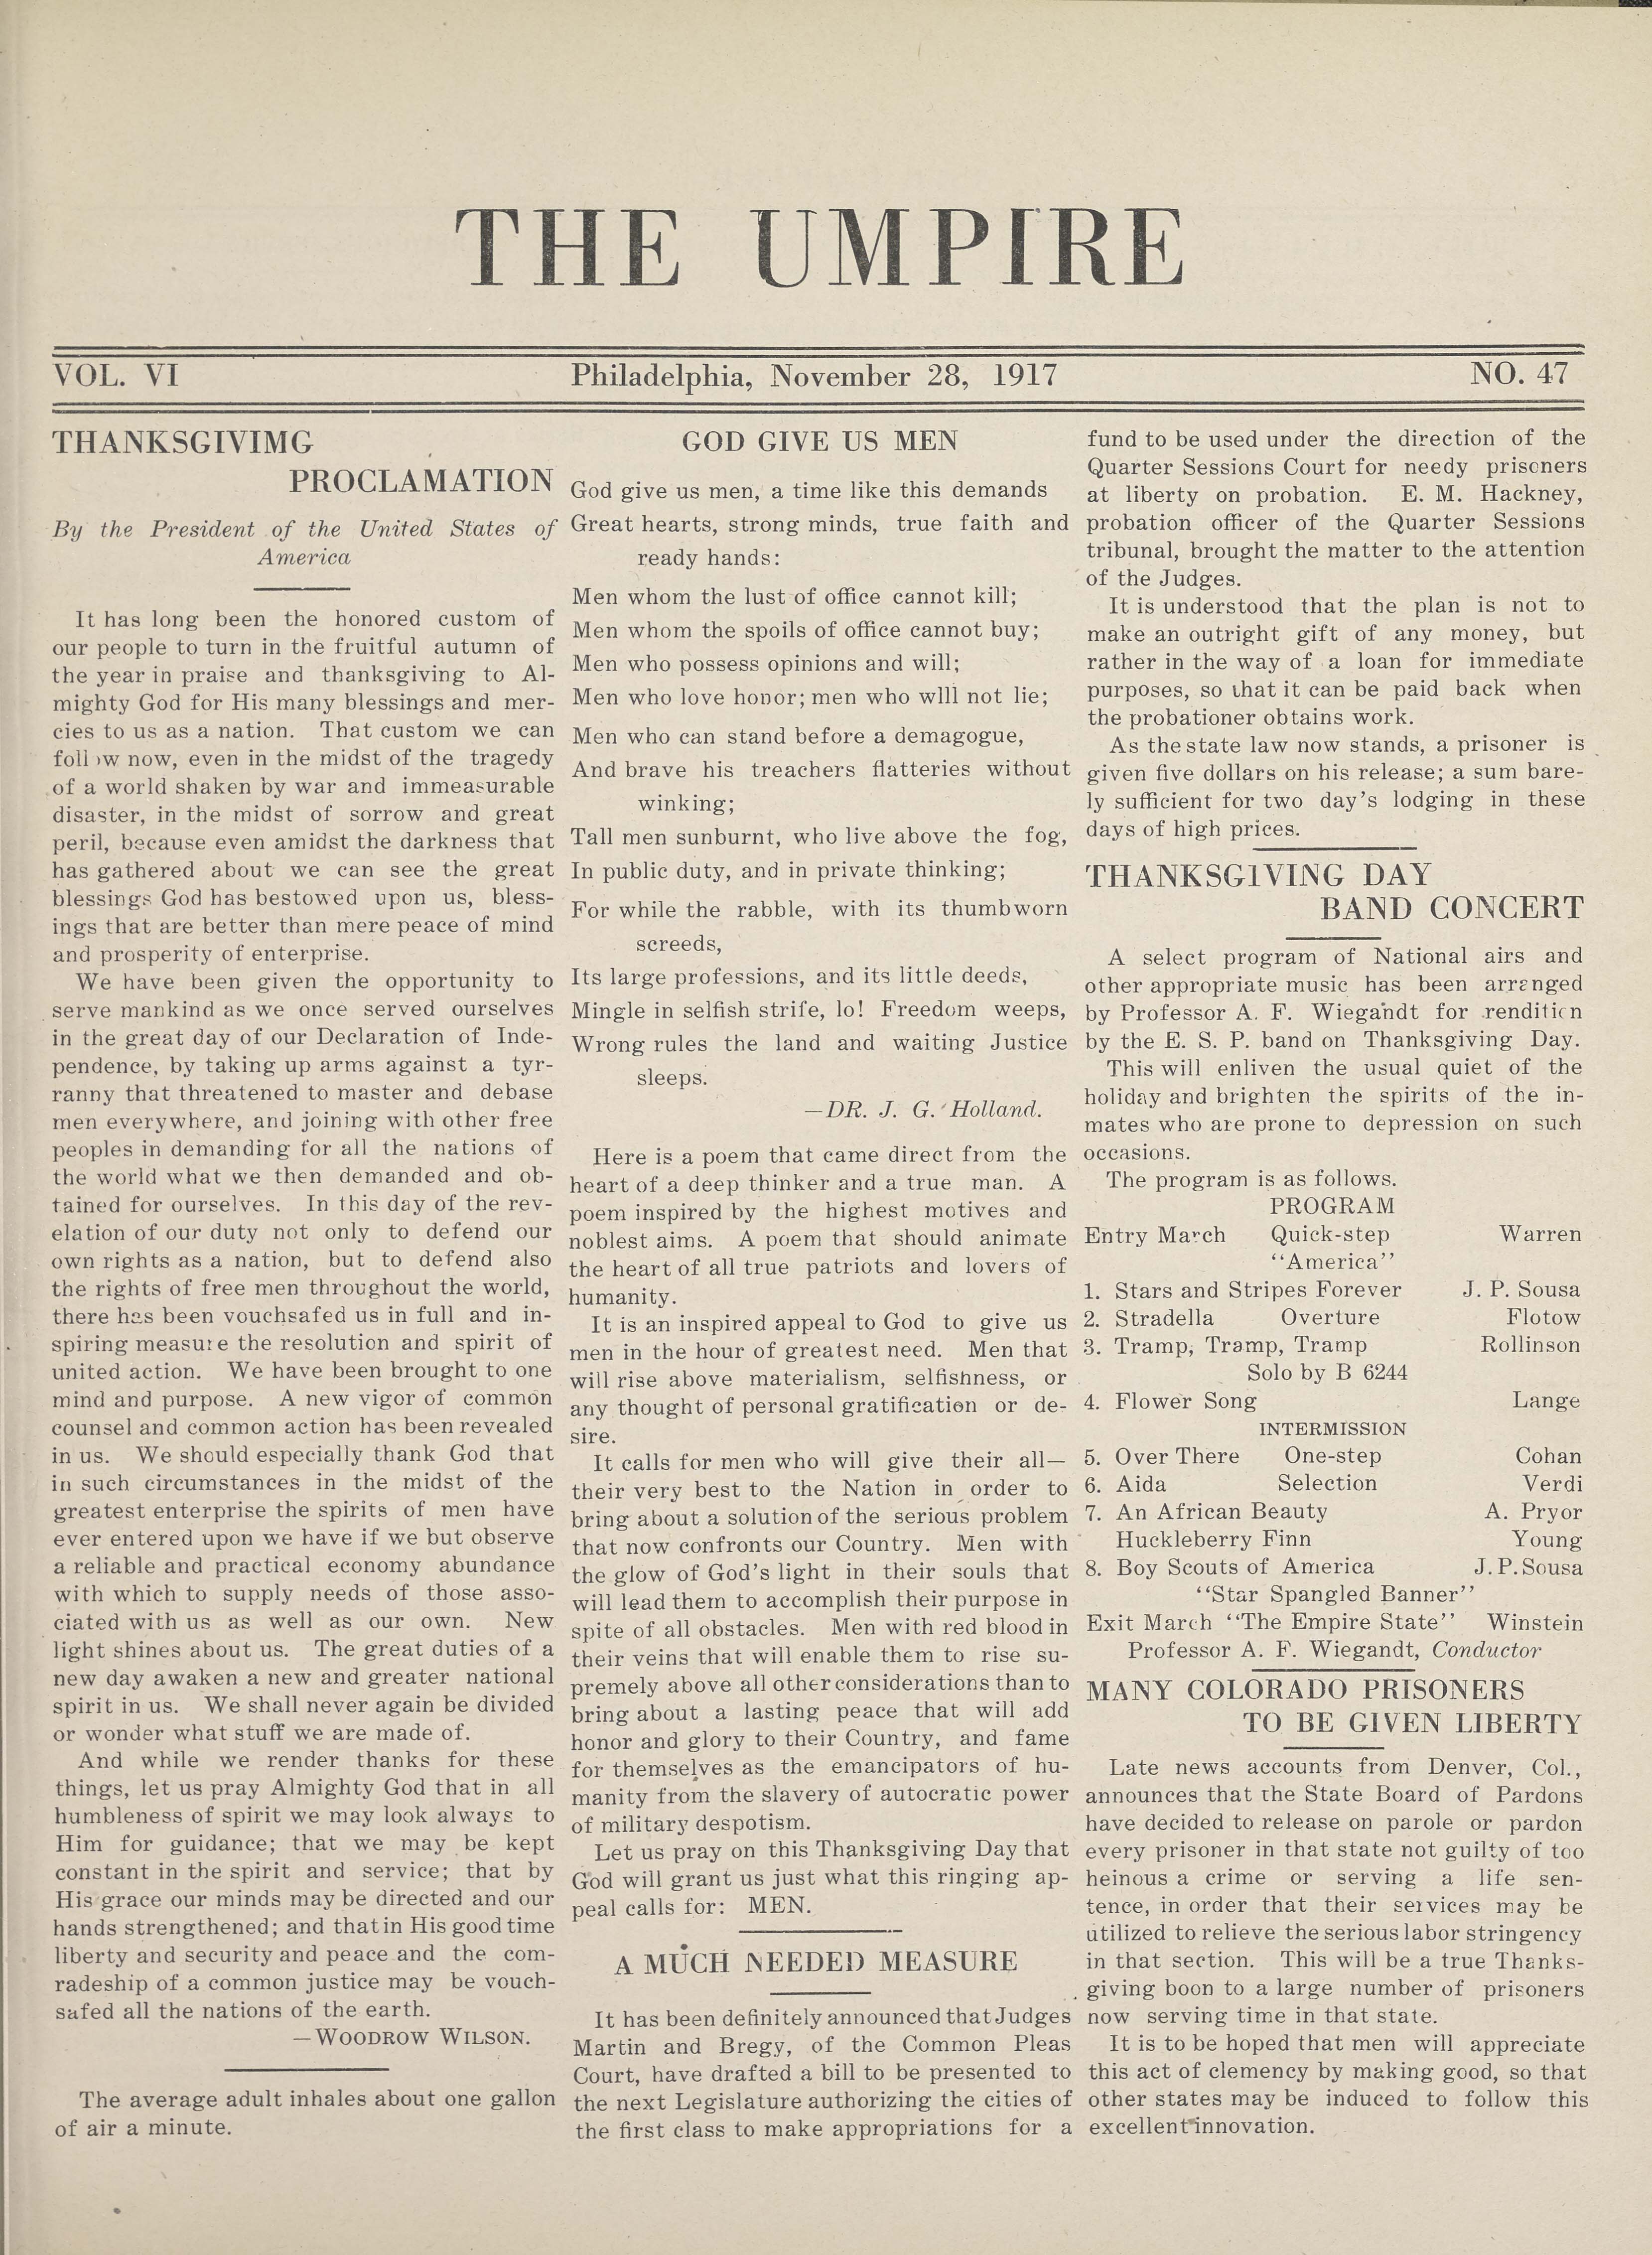 THE UMPIRE
VOL. VI Philadelphia, November 28, 1917 NO. 47
THANKSGIVIMG
PROCLAMATION
By the President of the United States of
America
It has long been the honored custom of
our people to turn in the fruitful autumn of
the year in praise and thanksgiving to Al-
mighty God for His many blessings and mer-
cies to us as a nation. That custom we can
follow now, even in the midst of the tragedy
of a world shaken by war and immeasurable
disaster, in the midst of sorrow and great
peril, because even amidst the darkness that
has gathered about we can see the great
blessings God has bestowed upon us, bless-
ings that are better than mere peace of mind
and prosperity of enterprise.
We have been given the opportunity to
serve mankind as we once served ourselves
in the great day of our Declaration of Inde-
pendence, by taking up arms against a tyr-
ranny that threatened to master and debase
men everywhere, and joining with other free
peoples in demanding for all the nations of
the world what we then demanded and ob-
tained for ourselves. In this day of the rev-
elation of our duty not only to defend our
own rights as a nation, but to defend also
the rights of free men throughout the world,
there has been vouchsafed us in full and in-
spiring measure the resolution and spirit of
united action. We have been brought to one
mind and purpose. A new vigor of common
counsel and common action has been revealed
in us. We should especially thank God that
in such circumstances in the midst of the
greatest enterprise the spirits of men have
ever entered upon we have if we but observe
a reliable and practical economy abundance
with which to supply needs of those asso-
ciated with us as well as our own. New
light shines about us. The great duties of a
new day awaken a new and greater national
spirit in us. We shall never again be divided
or wonder what stuff we are made of.
And while we render thanks for these
things, let us pray Almighty God that in all
humbleness of spirit we may look always to
Him for guidance; that we may be kept
constant in the spirit and service; that by
His grace our minds may be directed and our
hands strengthened; and that in His good time
liberty and security and peace and the com-
radeship of a common justice may be vouch-
safed all the nations of the earth.
—WOODROW WILSON.
The average adult inhales about one gallon
of air a minute.
GOD GIVE US MEN
God give us men, a time like this demands
Great hearts, strong minds, true faith and
ready hands:
Men whom the lust of office cannot kill;
Men whom the spoils of office cannot buy;
Men who possess opinions and will;
Men who love honor; men who wlll not lie;
Men who can stand before a demagogue,
And brave his treachers flatteries without
winking;
Tall men sunburnt, who live above the fog,
In public duty, and in private thinking;
For while the rabble, with its thumbworn
screeds,
Its large professions, and its little deeds,
Mingle in selfish strife, lo! Freedom weeps,
Wrong rules the land and waiting Justice
sleeps.
—DR. J. G. Holland.
Here is a poem that came direct from the
heart of a deep thinker and a true man. A
poem inspired by the highest motives and
noblest aims. A poem that should animate
the heart of all true patriots and lovers of
humanity.
It is an inspired appeal to God to give us
men in the hour of greatest need. Men that
will rise above materialism, selfishness, or
any thought of personal gratification or de-
sire.
It calls for men who will give their all—
their very best to the Nation in order to
bring about a solution of the serious problem
that now confronts our Country. Men with
the glow of God's light in their souls that
will lead them to accomplish their purpose in
spite of all obstacles. Men with red blood in
their veins that will enable them to rise su-
premely above all other considerations than to
bring about a lasting peace that will add
honor and glory to their Country, and fame
for themselves as the emancipators of hu-
manity from the slavery of autocratic power
of military despotism.
Let us pray on this Thanksgiving Day that
God will grant us just what this ringing ap-
peal calls for: MEN.
A MUCH NEEDED MEASURE
It has been definitely announced that Judges
Martin and Bregy, of the Common Pleas
Court, have drafted a bill to be presented to
the next Legislature authorizing the cities of
the first class to make appropriations for a
fund to be used under the direction of the
Quarter Sessions Court for needy prisoners
at liberty on probation. E. M. Hackney,
probation officer of the Quarter Sessions
tribunal, brought the matter to the attention
of the Judges.
It is understood that the plan is not to
make an outright gift of any money, but
rather in the way of a loan for immediate
purposes, so that it can be paid back when
the probationer obtains work.
As the state law now stands, a prisoner is
given five dollars on his release; a sum bare-
ly sufficient for two day's lodging in these
days of high prices.
THANKSG1VING DAY
BAND CONCERT
A select program of National airs and
other appropriate music has been arranged
by Professor A. F. Wiegandt for rendition
by the E. S. P. band on Thanksgiving Day.
This will enliven the usual quiet of the
holiday and brighten the spirits of the in-
mates who are prone to depression on such
occasions.
The program is as follows.
PROGRAM
Entry March Quick-step Warren
"America"
1. Stars and Stripes Forever J. P. Sousa
2. Stradella Overture Flotow
3. Tramp, Tramp, Tramp Rollinson
Solo by B 6244
4. Flower Song Lange
INTERMISSION
5. Over There One-step Cohan
6. Aida Selection Verdi
7. An African Beauty A. Pryor
Huckleberry Finn Young
8. Boy Scouts of America J. P. Sousa
"Star Spangled Banner"
Exit March "The Empire State" Winstein
Professor A. F. Wiegandt, Conductor
MANY COLORADO PRISONERS
TO BE GIVEN LIBERTY
Late news accounts from Denver, Col.,
announces that the State Board of Pardons
have decided to release on parole or pardon
every prisoner in that state not guilty of too
heinous a crime or serving a life sen-
tence, in order that their services may be
utilized to relieve the serious labor stringency
in that section. This will be a true Thanks-
giving boon to a large number of prisoners
now serving time in that state.
It is to be hoped that men will appreciate
this act of clemency by making good, so that
other states may be induced to follow this
excellent innovation.